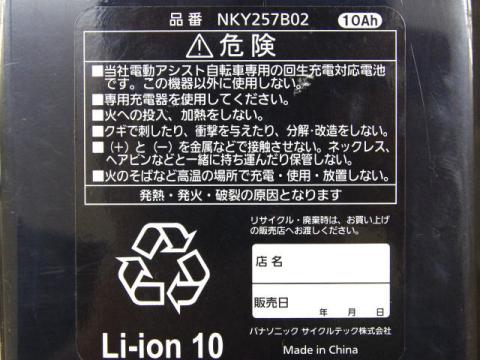 品番 NKY257B02 10Ah
⚠危険
■当社電動アシスト自転車専用の回生充電対応電池
です。この機器以外に使用しない。
■専用充電器を使用してください。
■火への投入、加熱をしない。
■クギで刺したり、衝撃を与えたり、分解・改造をしない。
■(+)と(−)を金属などで接触させない。ネックレス、
ヘアピンなどと一緒に持ち運んだり保管しない。
■火のそばなど高温の場所で充電・使用・放置しない。
発熱・発火・破裂の原因となります
リサイクル・廃棄時は、お買い上げ
の販売店へお渡しください。
店名
販売日 年 月 日
Li-ion 10
パナソニック サイクルテック株式会社
Made in China